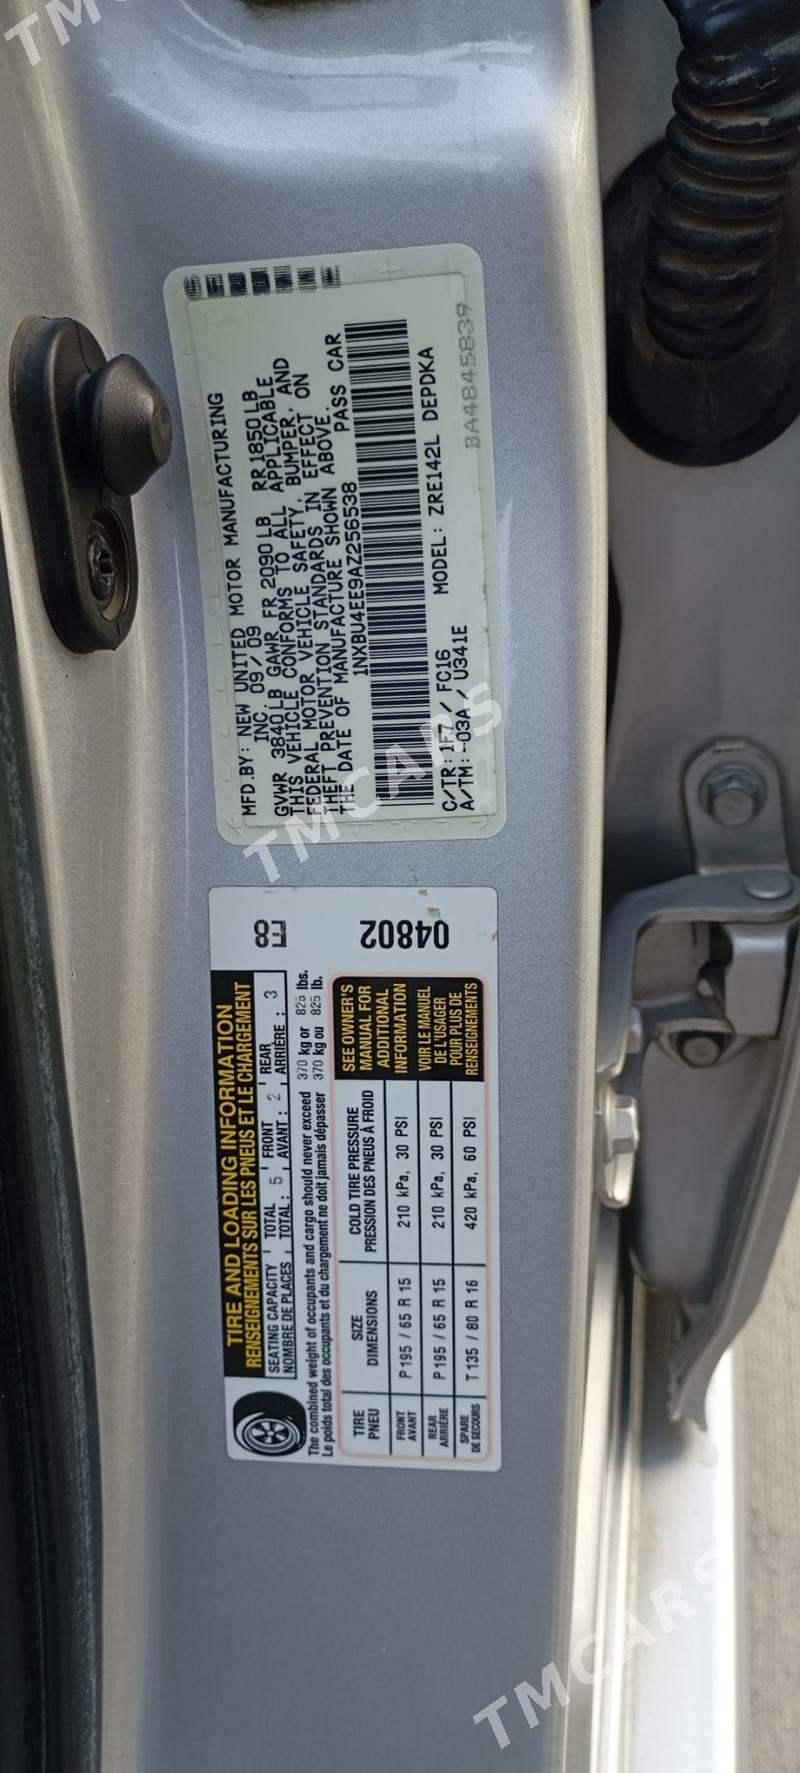 MFD.BY: NEW UNITED MOTOR MANUFACTURING
INC. 09/09
GVWR 3840LB GAWR FR 2090LB RR 1850LB
THIS VEHICLE CONFORMS TO ALL APPLICABLE
FEDERAL MOTOR VEHICLE SAFETY, BUMPER, AND
THEFT PREVENTION STANDARDS IN EFFECT ON
THE DATE OF MANUFACTURE SHOWN ABOVE.
1NXBU4EE9AZ256538 PASS CAR
C/TR: 1F7 / FC16 MODEL: ZRE142L DEPDKA
A/TM: -03A / U341E
BA4845839
TIRE AND LOADING INFORMATION
RENSEIGNEMENTS SUR LES PNEUS ET LE CHARGEMENT
SEATING CAPACITY TOTAL 5 FRONT 2 REAR 3
NOMBRE DE PLACES TOTAL : AVANT : ARRIÈRE :
The combined weight of occupants and cargo should never exceed 370 kg or 825 lbs.
Le poids total des occupants et du chargement ne doit jamais dépasser 370 kg ou 825 lb.
TIRE SIZE COLD TIRE PRESSURE
PNEU DIMENSIONS PRESSION DES PNEUS À FROID
FRONT AVANT P195 / 65 R 15 210 kPa, 30 PSI
REAR ARRIÈRE P195 / 65 R 15 210 kPa, 30 PSI
SPARE DE SECOURS T135 / 80 R 16 420 kPa, 60 PSI
SEE OWNER'S
MANUAL FOR
ADDITIONAL
INFORMATION
VOIR LE MANUEL
DE L'USAGER
POUR PLUS DE
RENSEIGNEMENTS
04802
TMCARS
TMCARS